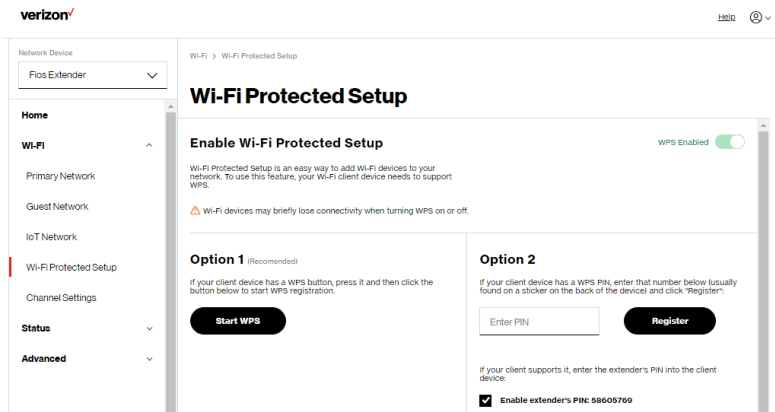 verizon
Help
Network Device
Fios Extender
Home
Wi-Fi
Primary Network
Guest Network
IoT Network
Wi-Fi Protected Setup
Channel Settings
Status
Advanced
Wi-Fi > Wi-Fi Protected Setup
Wi-Fi Protected Setup
Enable Wi-Fi Protected Setup
WPS Enabled
Wi-Fi Protected Setup is an easy way to add Wi-Fi devices to your
network. To use this feature, your Wi-Fi client device needs to support
WPS.
Wi-Fi devices may briefly lose connectivity when turning WPS on or off.
Option 1 (Recomended)
If your client device has a WPS button, press it and then click the
button below to start WPS registration.
Start WPS
Option 2
If your client device has a WPS PIN, enter that number below (usually
found on a sticker on the back of the device) and click "Register":
Enter PIN
Register
If your client supports it, enter the extender's PIN into the client
device:
Enable extender's PIN: 58605769